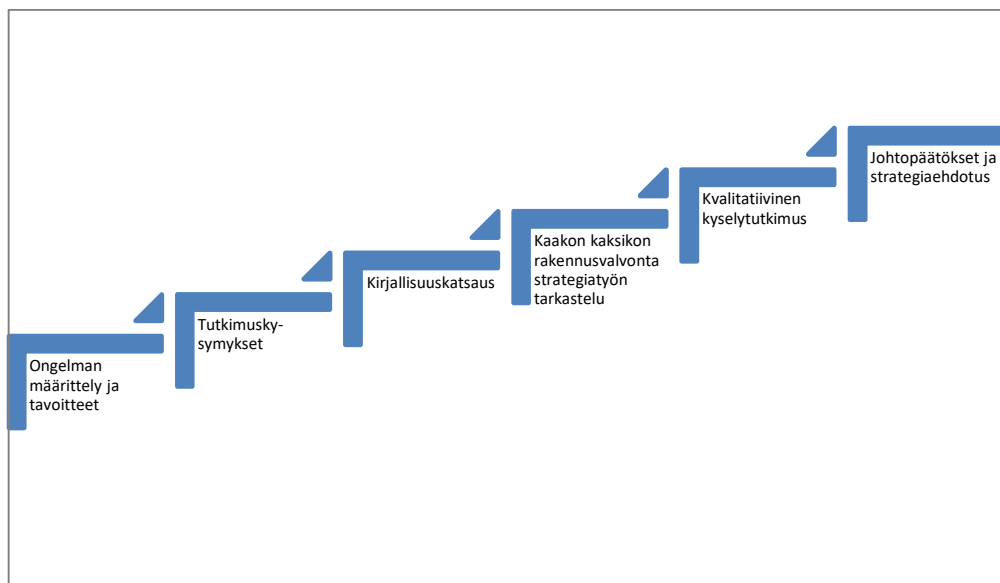 Ongelman
määrittely ja
tavoitteet
Tutkimusky-
symykset
Kirjallisuuskatsaus
Kaakon kaksikon
rakennusvalvonta
strategiatyön
tarkastelu
Kvalitatiivinen
kyselytutkimus
Johtopäätökset ja
strategiaehdotus